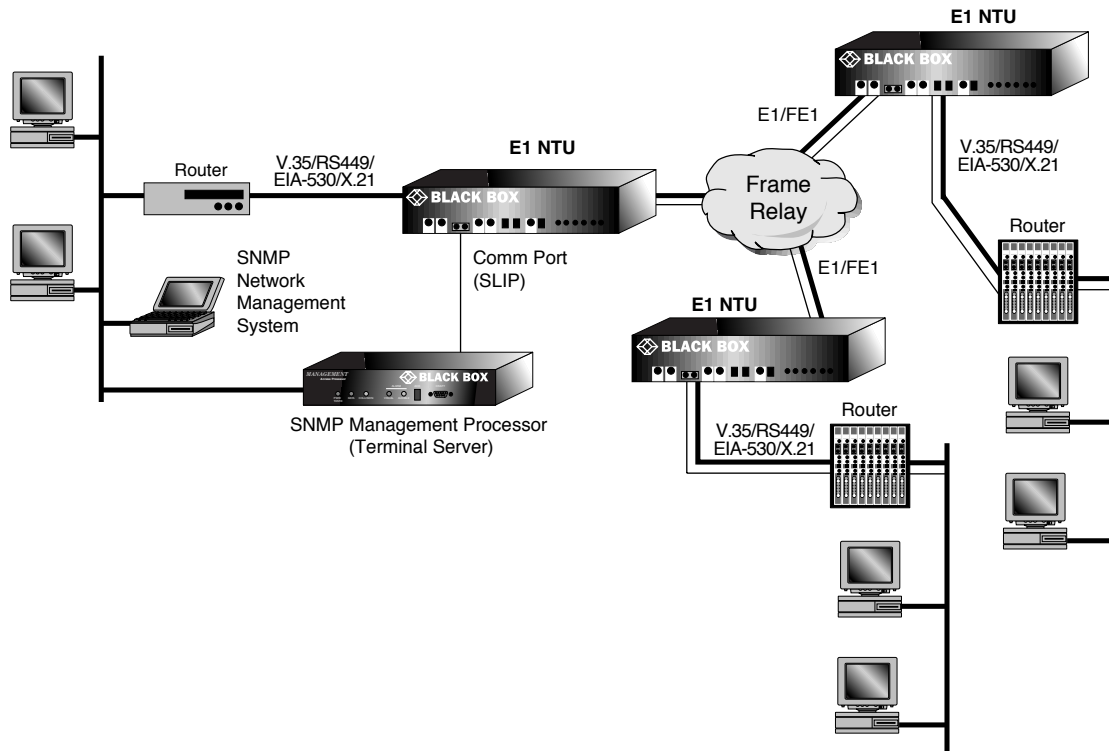 E1 NTU
BLACK BOX
E1/FE1
V.35/RS449/
EIA-530/X.21
E1 NTU
Router
V.35/RS449/
EIA-530/X.21
BLACK BOX
Frame
Relay
Router
Comm Port
(SLIP)
E1/FE1
SNMP
Network
Management
System
E1 NTU
BLACK BOX
MANAGEMENT
BLACK BOX
SNMP Management Processor
(Terminal Server)
Router
V.35/RS449/
EIA-530/X.21